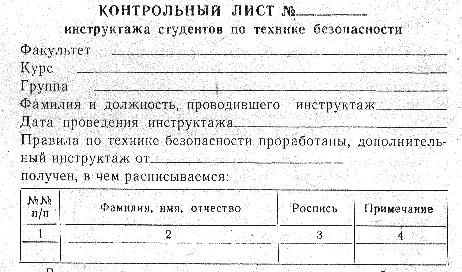 КОНТРОЛЬНЫЙ ЛИСТ №
инструктажа студентов по технике безопасности
Факультет
Курс
Группа
Фамилия и должность, проводившего инструктаж
Дата проведения инструктажа
Правила по технике безопасности проработаны, дополнитель-
ный инструктаж от
получен, в чем расписываемся:
№№ п/п Фамилия, имя, отчество Роспись Примечание
1 2 3 4